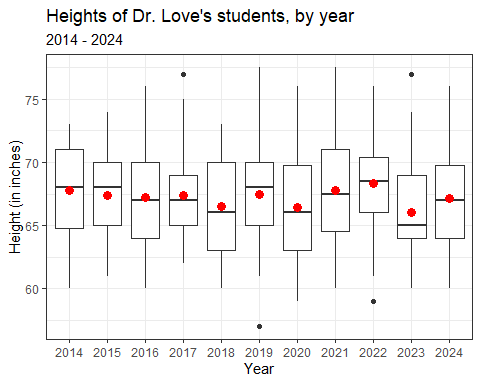 Heights of Dr. Love's students, by year
2014 - 2024
Height (in inches)
75
70
65
60
2014 2015 2016 2017 2018 2019 2020 2021 2022 2023 2024
Year